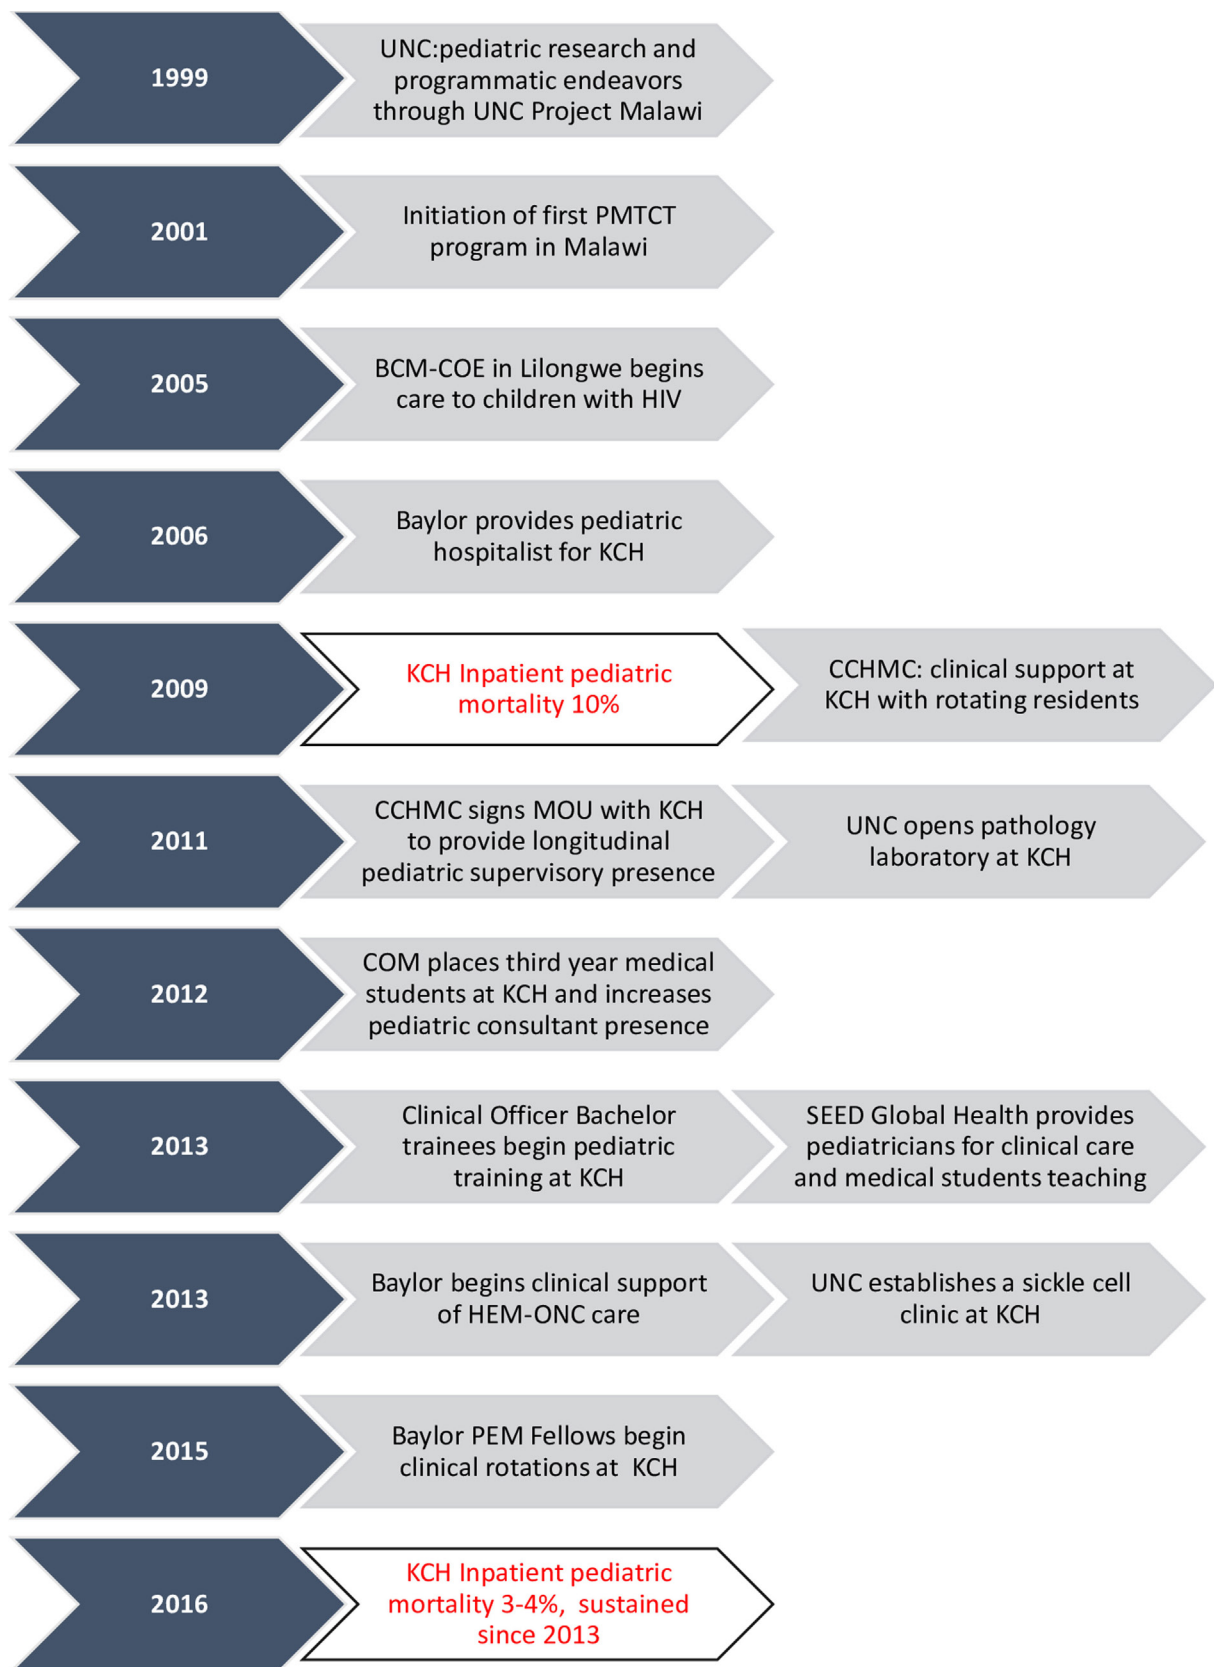 1999
UNC:pediatric research and
programmatic endeavors
through UNC Project Malawi
2001
Initiation of first PMTCT
program in Malawi
2005
BCM-COE in Lilongwe begins
care to children with HIV
2006
Baylor provides pediatric
hospitalist for KCH
2009
KCH Inpatient pediatric
mortality 10%
CCHMC: clinical support at
KCH with rotating residents
2011
CCHMC signs MOU with KCH
to provide longitudinal
pediatric supervisory presence
UNC opens pathology
laboratory at KCH
2012
COM places third year medical
students at KCH and increases
pediatric consultant presence
2013
Clinical Officer Bachelor
trainees begin pediatric
training at KCH
SEED Global Health provides
pediatricians for clinical care
and medical students teaching
2013
Baylor begins clinical support
of HEM-ONC care
UNC establishes a sickle cell
clinic at KCH
2015
Baylor PEM Fellows begin
clinical rotations at KCH
2016
KCH Inpatient pediatric
mortality 3-4%, sustained
since 2013